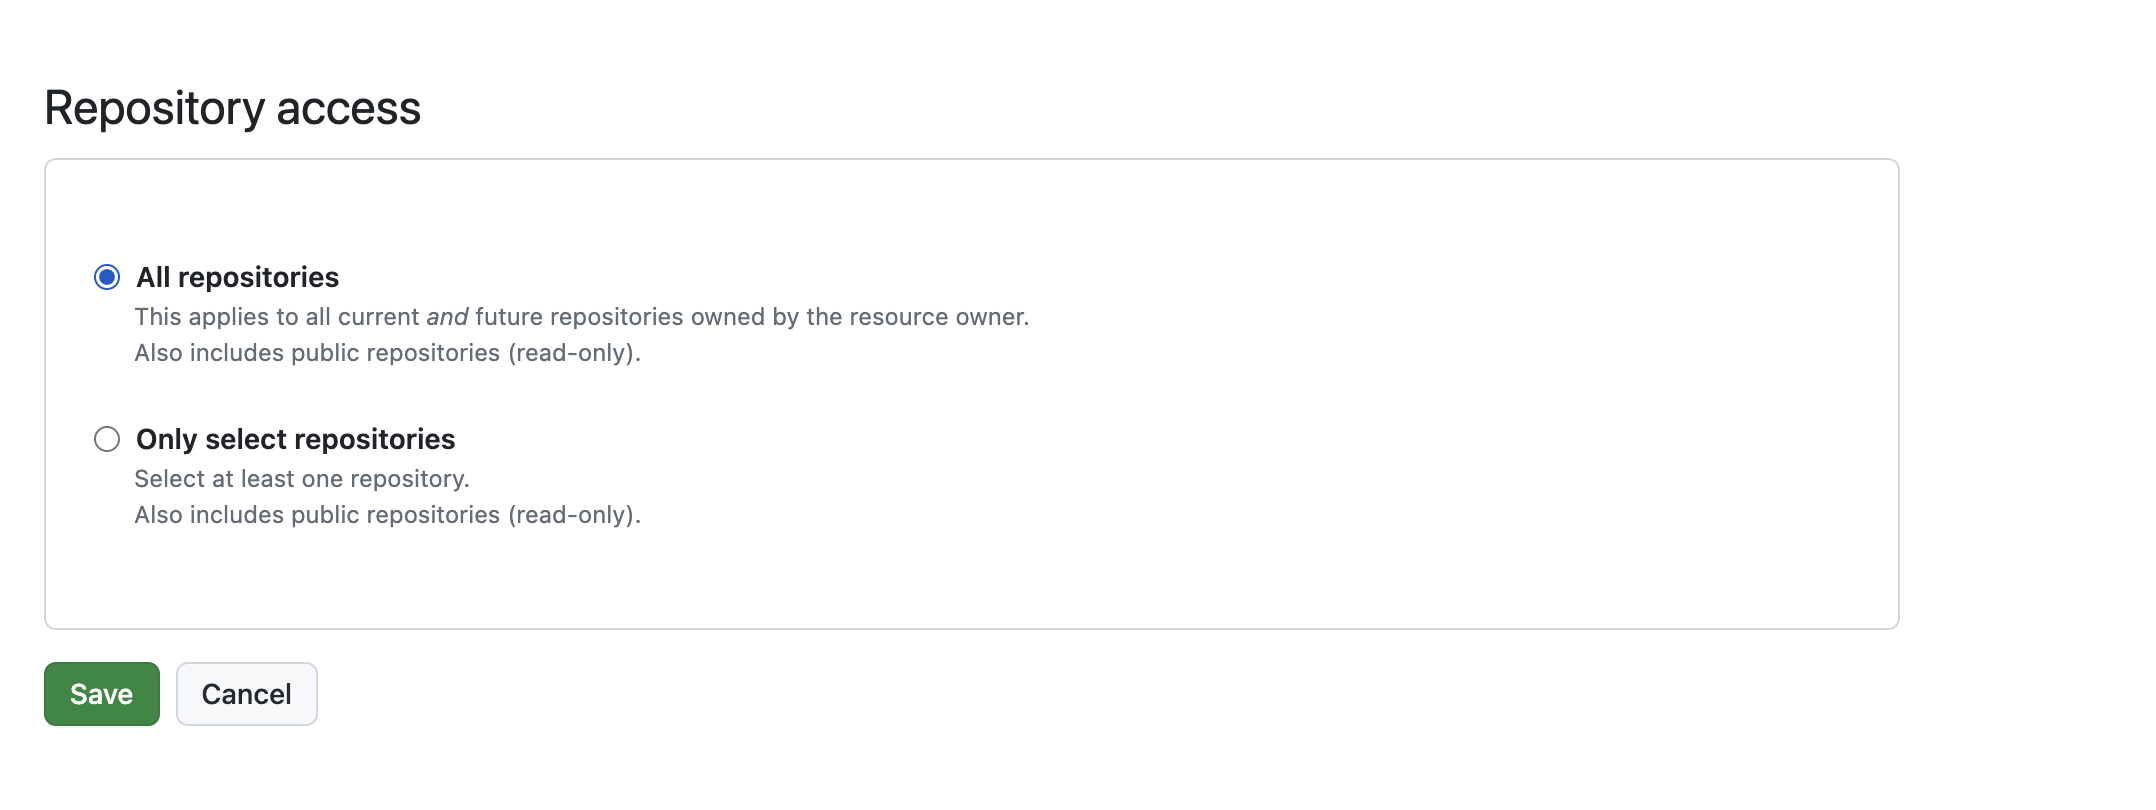 Repository access
All repositories
This applies to all current and future repositories owned by the resource owner.
Also includes public repositories (read-only).
Only select repositories
Select at least one repository.
Also includes public repositories (read-only).
Save
Cancel